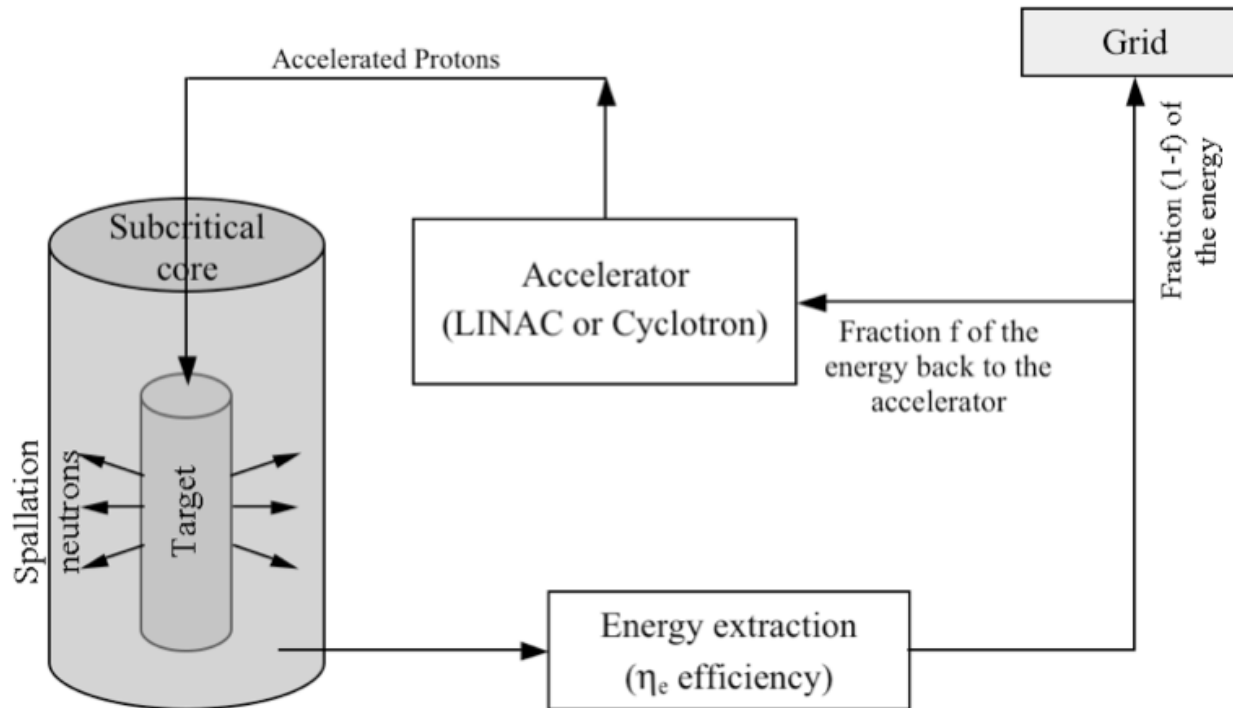 Grid
Accelerated Protons
Fraction (1-f) of
the energy
Subcritical
core
Accelerator
(LINAC or Cyclotron)
Fraction f of the
energy back to the
accelerator
Spallation
neutrons
Target
Energy extraction
(ηe efficiency)